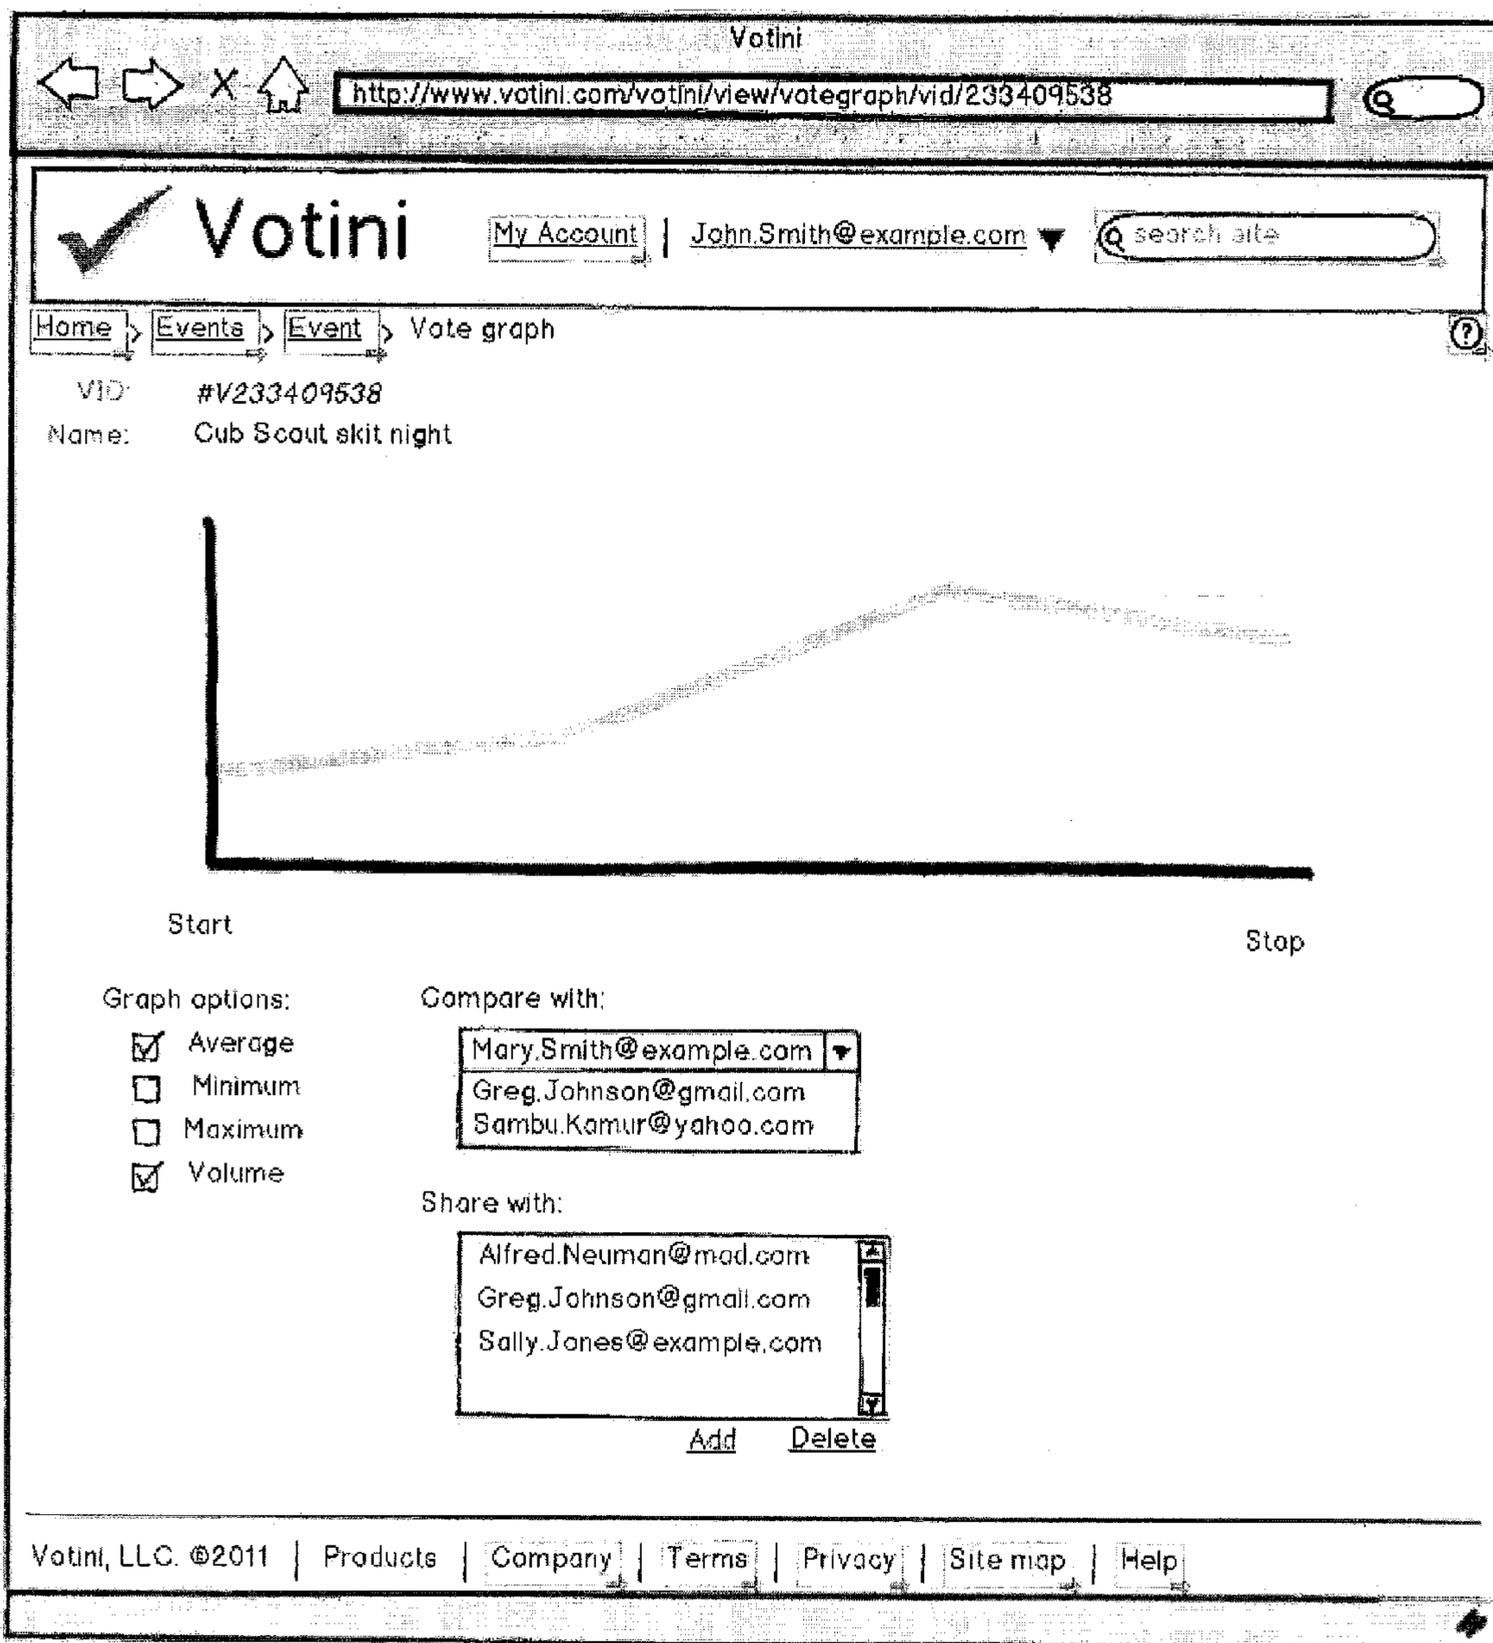 Votini
http://www.votini.com/votini/view/votegraph/vid/233409538
Votini My Account | John.Smith@example.com search site
Home > Events > Event > Vote graph ?
VID: #V233409538
Name: Cub Scout skit night
Start Stop
Graph options:
Average
Minimum
Maximum
Volume
Compare with:
Mary.Smith@example.com
Greg.Johnson@gmail.com
Sambu.Kamur@yahoo.com
Share with:
Alfred.Neuman@mad.com
Greg.Johnson@gmail.com
Sally.Jones@example.com
Add Delete
Votini, LLC. ©2011 | Products | Company | Terms | Privacy | Site map | Help